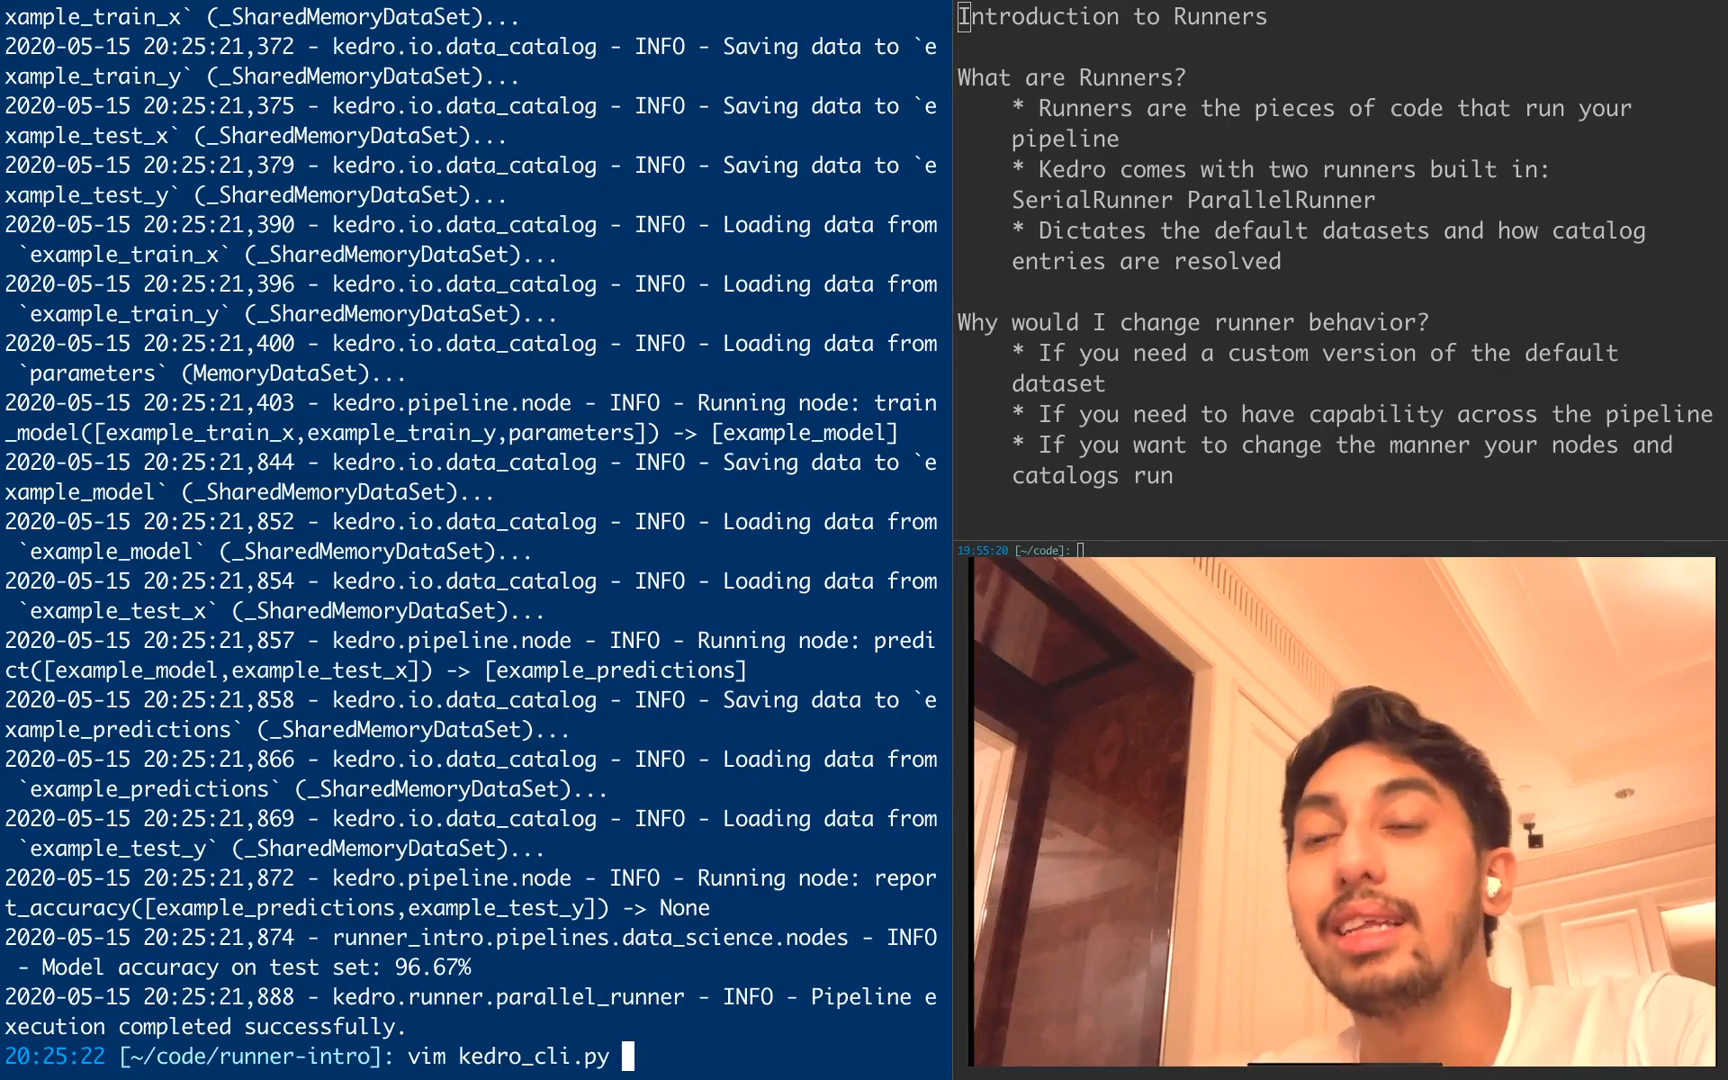 xample_train_x` (_SharedMemoryDataSet)...
2020-05-15 20:25:21,372 - kedro.io.data_catalog - INFO - Saving data to `e
xample_train_y` (_SharedMemoryDataSet)...
2020-05-15 20:25:21,375 - kedro.io.data_catalog - INFO - Saving data to `e
xample_test_x` (_SharedMemoryDataSet)...
2020-05-15 20:25:21,379 - kedro.io.data_catalog - INFO - Saving data to `e
xample_test_y` (_SharedMemoryDataSet)...
2020-05-15 20:25:21,390 - kedro.io.data_catalog - INFO - Loading data from
 `example_train_x` (_SharedMemoryDataSet)...
2020-05-15 20:25:21,396 - kedro.io.data_catalog - INFO - Loading data from
 `example_train_y` (_SharedMemoryDataSet)...
2020-05-15 20:25:21,400 - kedro.io.data_catalog - INFO - Loading data from
 `parameters` (MemoryDataSet)...
2020-05-15 20:25:21,403 - kedro.pipeline.node - INFO - Running node: train
_model([example_train_x,example_train_y,parameters]) -> [example_model]
2020-05-15 20:25:21,844 - kedro.io.data_catalog - INFO - Saving data to `e
xample_model` (_SharedMemoryDataSet)...
2020-05-15 20:25:21,852 - kedro.io.data_catalog - INFO - Loading data from
 `example_model` (_SharedMemoryDataSet)...
2020-05-15 20:25:21,854 - kedro.io.data_catalog - INFO - Loading data from
 `example_test_x` (_SharedMemoryDataSet)...
2020-05-15 20:25:21,857 - kedro.pipeline.node - INFO - Running node: predi
ct([example_model,example_test_x]) -> [example_predictions]
2020-05-15 20:25:21,858 - kedro.io.data_catalog - INFO - Saving data to `e
xample_predictions` (_SharedMemoryDataSet)...
2020-05-15 20:25:21,866 - kedro.io.data_catalog - INFO - Loading data from
 `example_predictions` (_SharedMemoryDataSet)...
2020-05-15 20:25:21,869 - kedro.io.data_catalog - INFO - Loading data from
 `example_test_y` (_SharedMemoryDataSet)...
2020-05-15 20:25:21,872 - kedro.pipeline.node - INFO - Running node: repor
t_accuracy([example_predictions,example_test_y]) -> None
2020-05-15 20:25:21,874 - runner_intro.pipelines.data_science.nodes - INFO
 - Model accuracy on test set: 96.67%
2020-05-15 20:25:21,888 - kedro.runner.parallel_runner - INFO - Pipeline e
xecution completed successfully.
20:25:22 [~/code/runner-intro]: vim kedro_cli.py
Introduction to Runners
What are Runners?
* Runners are the pieces of code that run your
pipeline
* Kedro comes with two runners built in:
SerialRunner ParallelRunner
* Dictates the default datasets and how catalog
entries are resolved
Why would I change runner behavior?
* If you need a custom version of the default
dataset
* If you need to have capability across the pipeline
* If you want to change the manner your nodes and
catalogs run
19:55:20 [~/code]: